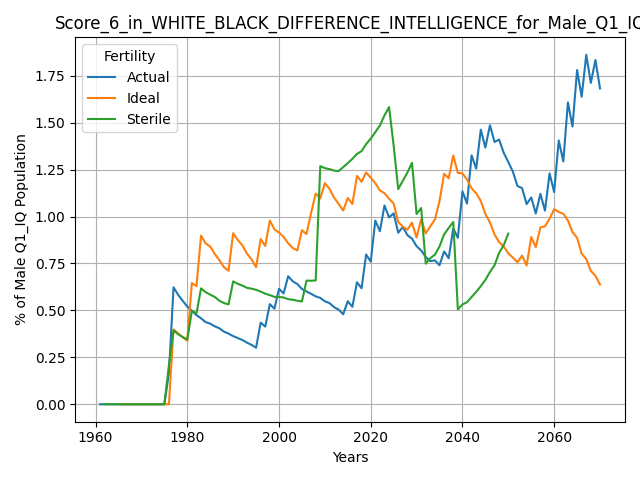 Score_6_in_WHITE_BLACK_DIFFERENCE_INTELLIGENCE_for_Male_Q1_IQ
Fertility
Actual
Ideal
Sterile
% of Male Q1_IQ Population
1.75
1.50
1.25
1.00
0.75
0.50
0.25
0.00
1960 1980 2000 2020 2040 2060
Years